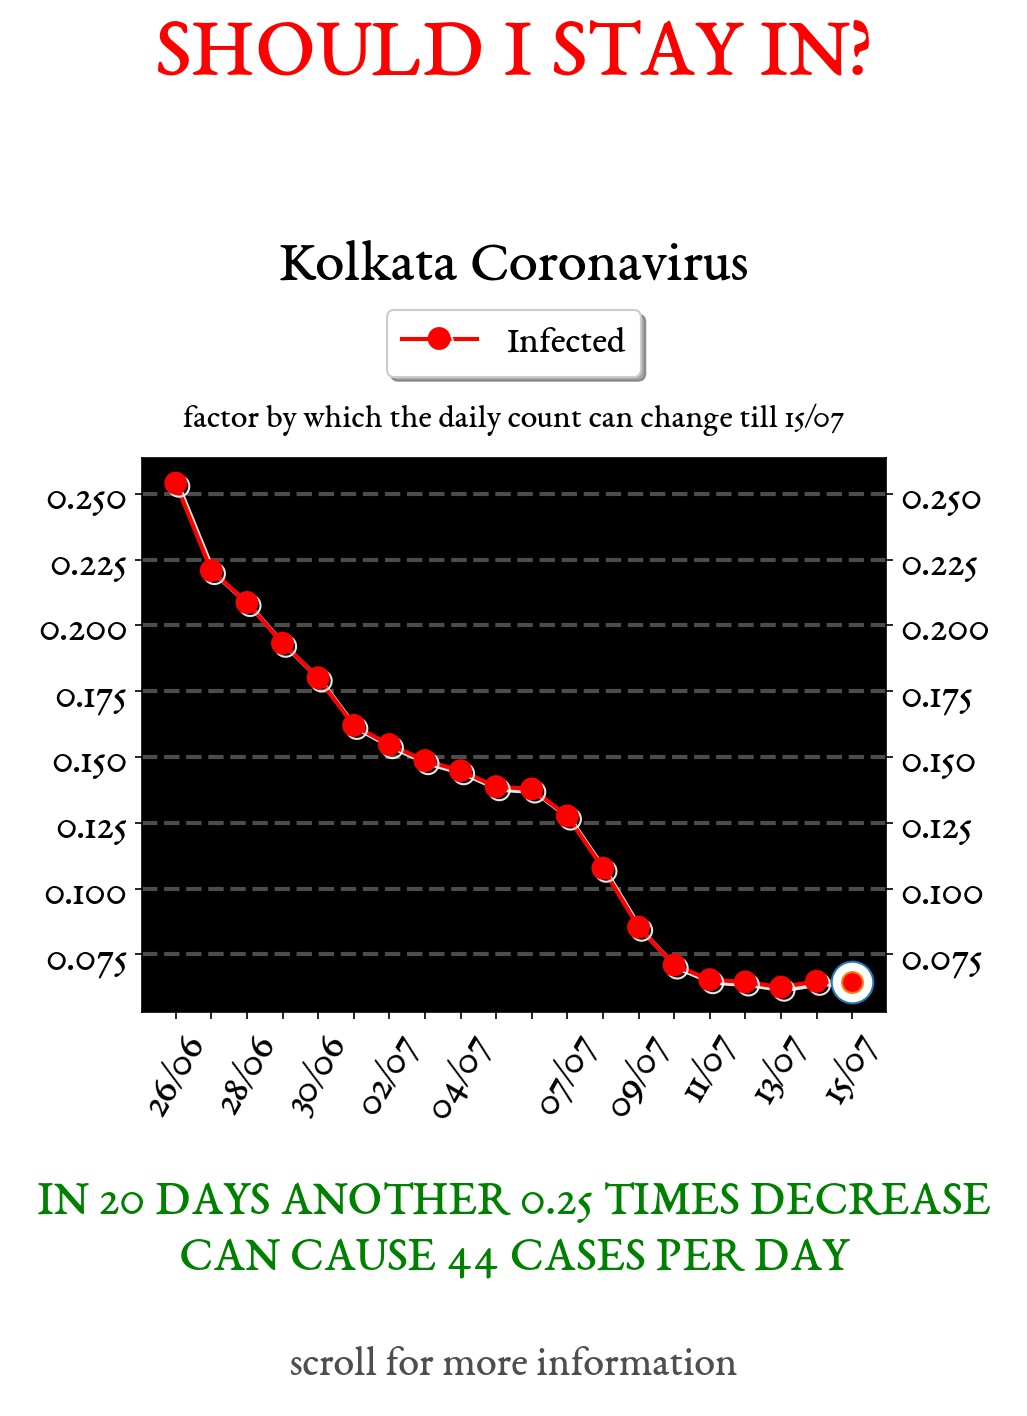 SHOULD I STAY IN?
Kolkata Coronavirus
Infected
factor by which the daily count can change till 15/07
0.250 0.250
0.225 0.225
0.200 0.200
0.175 0.175
0.150 0.150
0.125 0.125
0.100 0.100
0.075 0.075
26/06 28/06 30/06 02/07 04/07 07/07 09/07 11/07 13/07 15/07
IN 20 DAYS ANOTHER 0.25 TIMES DECREASE
CAN CAUSE 44 CASES PER DAY
scroll for more information